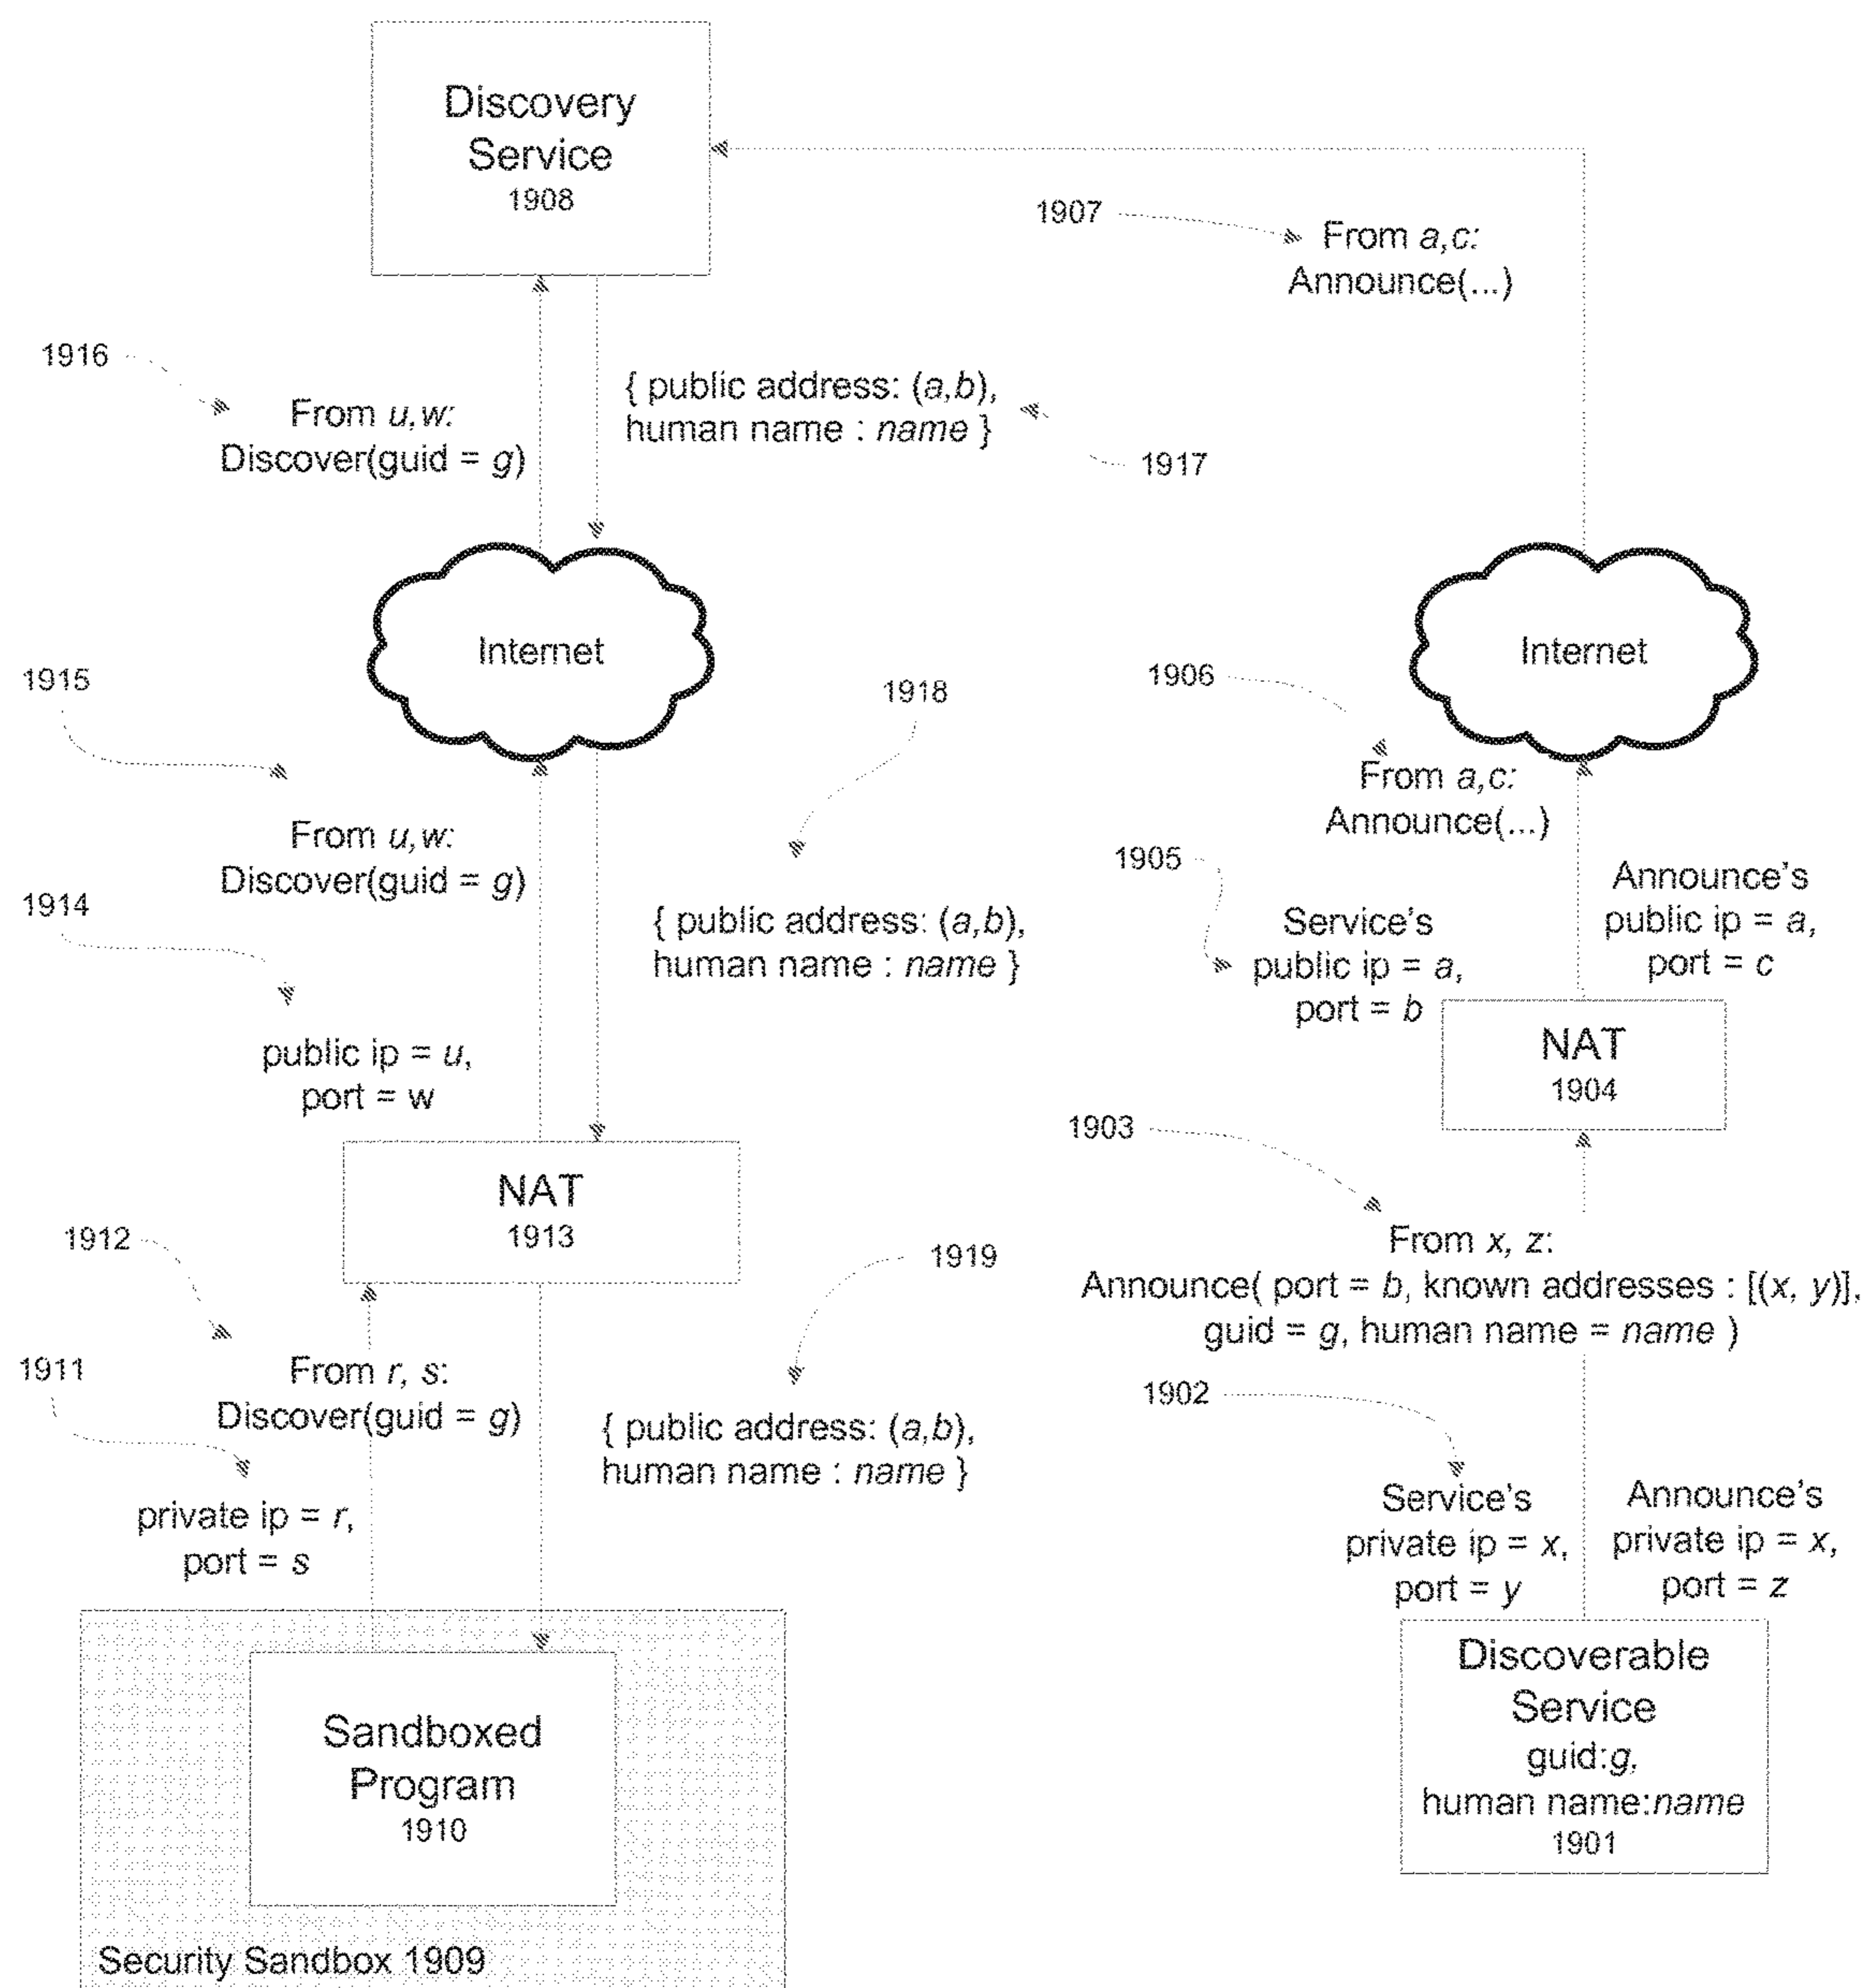 Discovery
Service
1908
1907
From a,c:
Announce(...)
1916
From u,w:
Discover(guid = g)
{ public address: (a,b),
human name : name }
1917
Internet
Internet
1915
1918
1906
From u,w:
Discover(guid = g)
From a,c:
Announce(...)
1914
{ public address: (a,b),
human name : name }
1905
Service's
public ip = a,
port = b
Announce's
public ip = a,
port = c
public ip = u,
port = w
NAT
1904
NAT
1913
1903
From x, z:
Announce( port = b, known addresses : [(x, y)],
guid = g, human name = name )
1912
1919
From r, s:
Discover(guid = g)
1911
{ public address: (a,b),
human name : name }
private ip = r,
port = s
1902
Service's
private ip = x,
port = y
Announce's
private ip = x,
port = z
Sandboxed
Program
1910
Security Sandbox 1909
Discoverable
Service
guid:g,
human name:name
1901